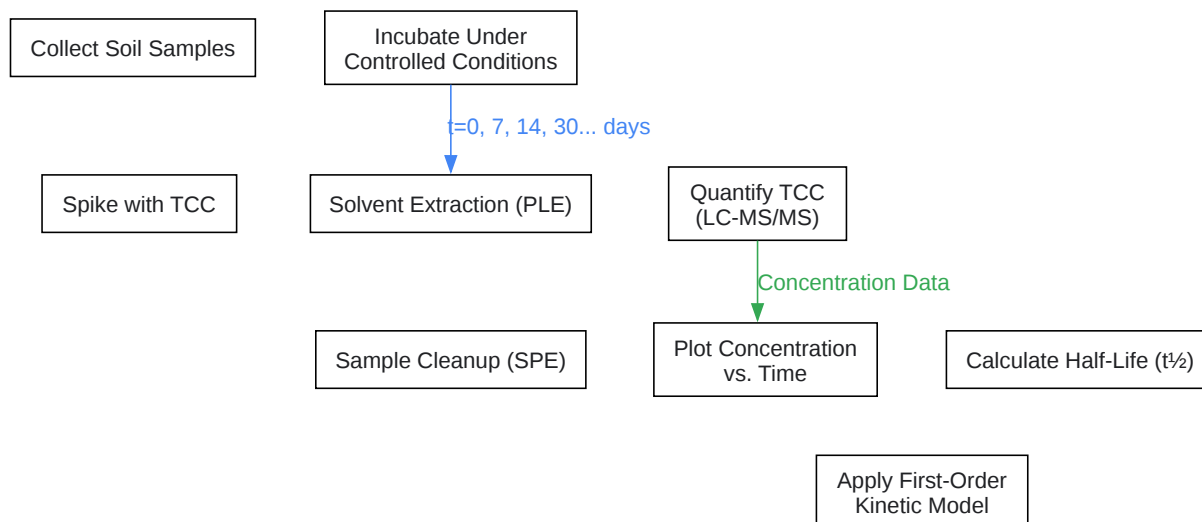 Collect Soil Samples
Incubate Under
Controlled Conditions
t=0, 7, 14, 30... days
Spike with TCC
Solvent Extraction (PLE)
Quantify TCC
(LC-MS/MS)
Concentration Data
Sample Cleanup (SPE)
Plot Concentration
vs. Time
Calculate Half-Life (t½)
Apply First-Order
Kinetic Model